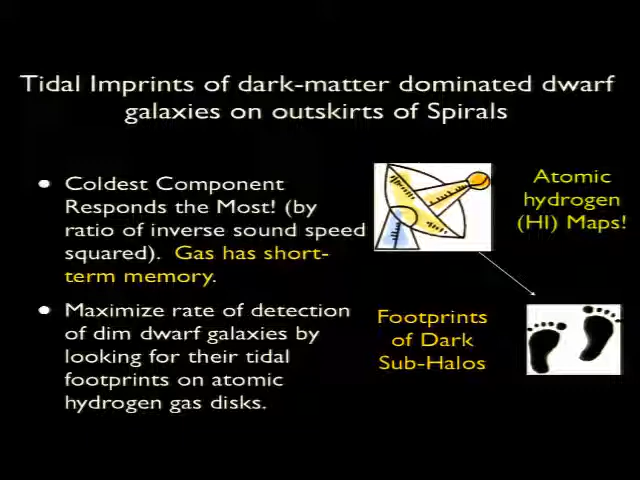 Tidal Imprints of dark-matter dominated dwarf
galaxies on outskirts of Spirals
Coldest Component
Responds the Most! (by
ratio of inverse sound speed
squared). Gas has short-
term memory.
Maximize rate of detection
of dim dwarf galaxies by
looking for their tidal
footprints on atomic
hydrogen gas disks.
Atomic
hydrogen
(HI) Maps!
Footprints
of Dark
Sub-Halos